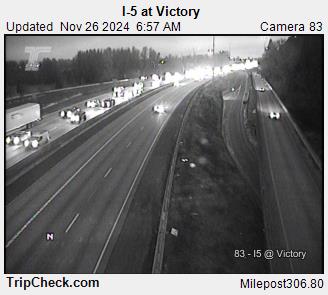 I-5 at Victory
Updated Nov 26 2024 6:57 AM Camera 83
T
N
83 - I5 @ Victory
TripCheck.com Milepost306.80